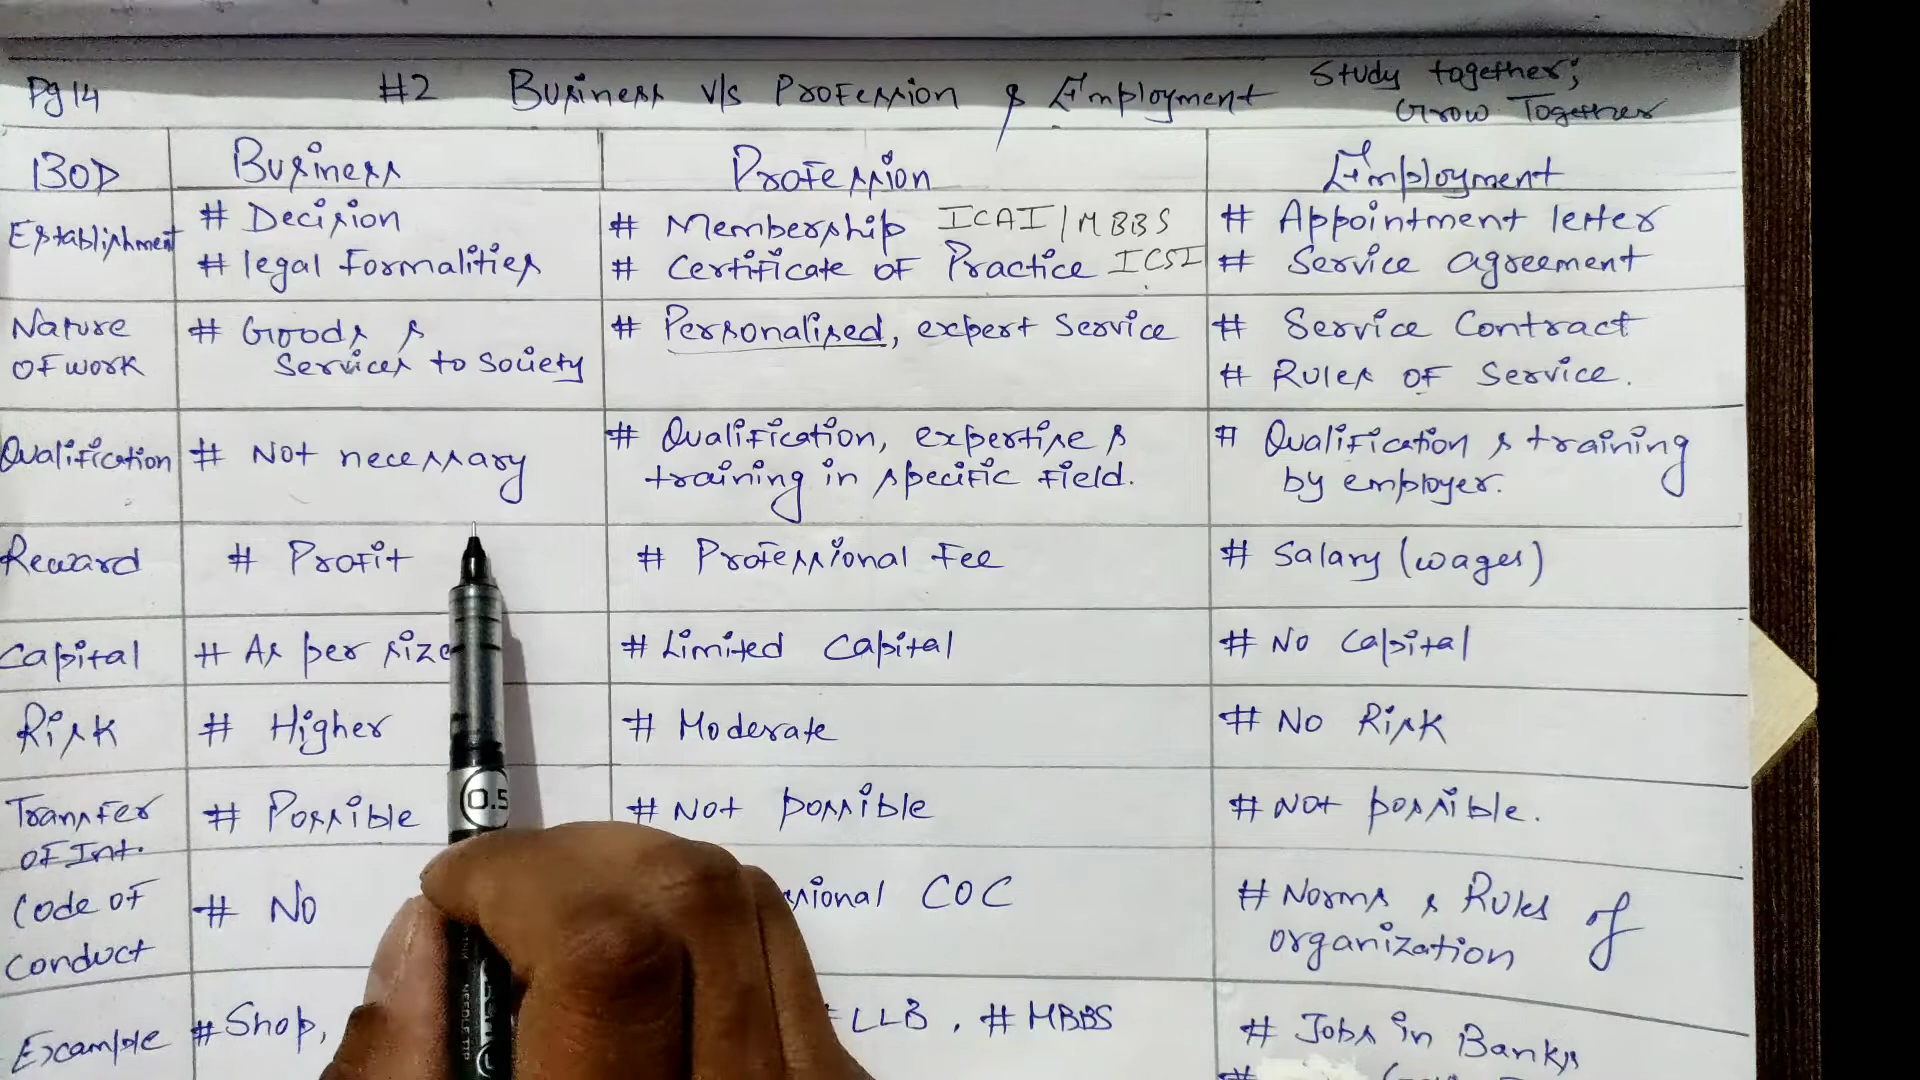 Pg 14 #2 Business v/s Profession & Employment Study together;
Grow Together
BOD Business Profession Employment
Establishment # Decision # Membership ICAI / MBBS # Appointment letter
# legal Formalities # Certificate of Practice ICSI # Service agreement
Nature # Goods & # Personalised, expert Service # Service Contract
OF work Services to Society # Rules OF Service.
Qualification # Not necessary # Qualification, expertise & # Qualification & training
training in specific Field. by employer.
Reward # Profit # Professional Fee # Salary (wages)
Capital # As per size # Limited Capital # No Capital
Risk # Higher # Moderate # No Risk
Transfer # Possible # Not possible # Not possible.
OF Int.
Code of # No COC # Norms & Rules of
conduct organization
Example # Shop, LLB, # MBBS # Jobs in Banks
0.5